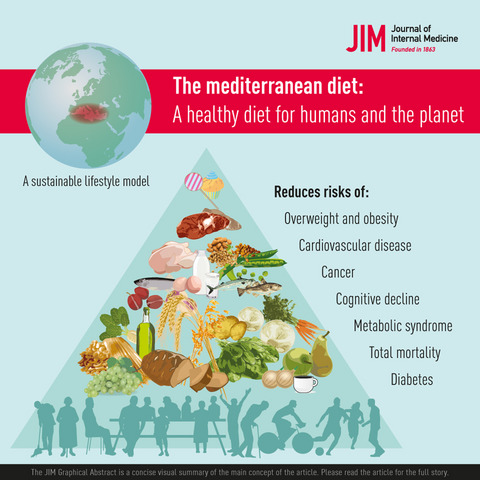 JIM
Journal of
Internal Medicine
Founded in 1863
The mediterranean diet:
A healthy diet for humans and the planet
A sustainable lifestyle model
Reduces risks of:
Overweight and obesity
Cardiovascular disease
Cancer
Cognitive decline
Metabolic syndrome
Total mortality
Diabetes
The JIM Graphical Abstract is a concise visual summary of the main concept of the article. Please read the article for the full story.